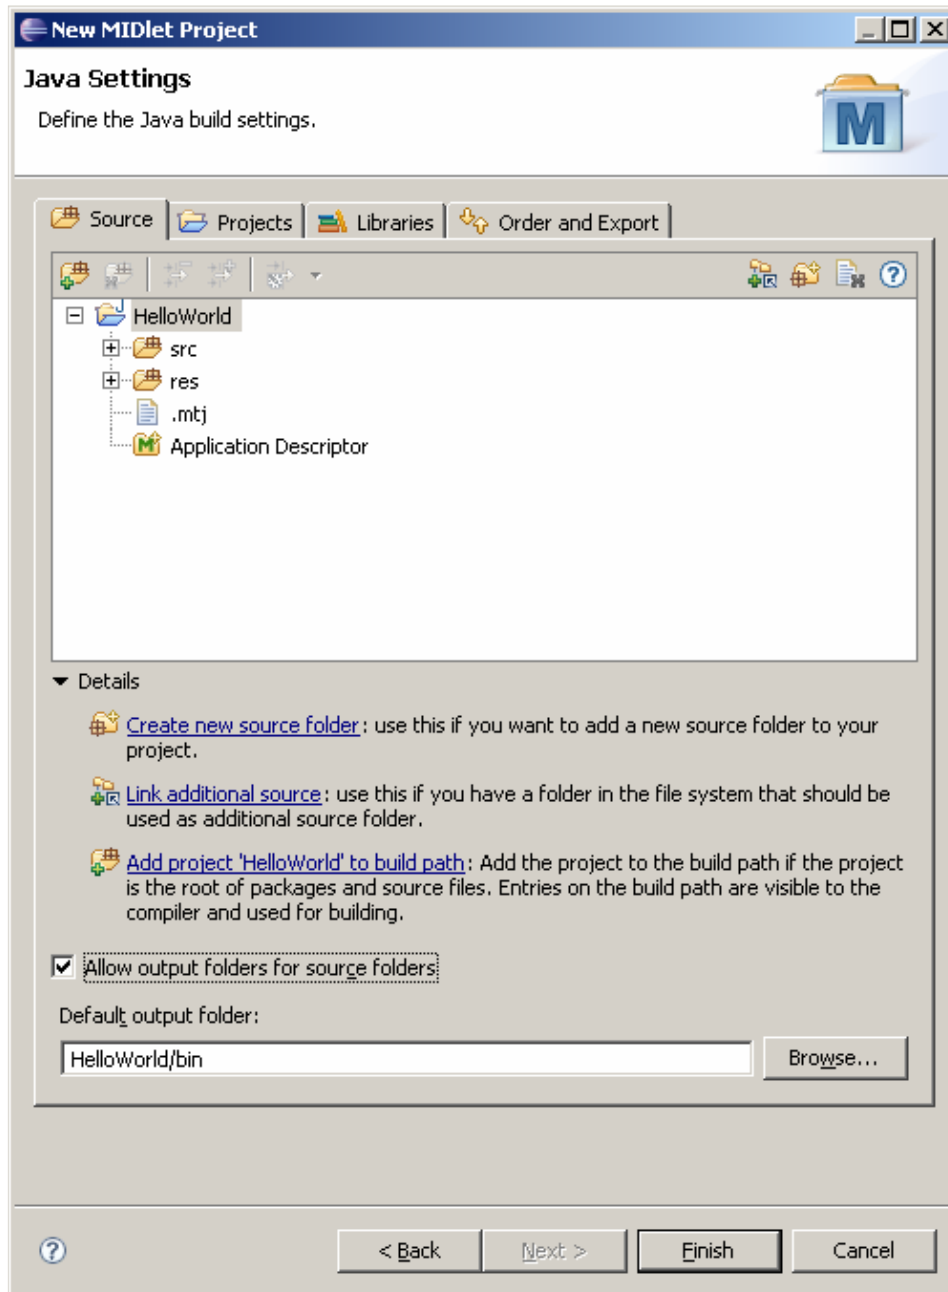 New MIDlet Project
Java Settings
Define the Java build settings.
M
Source Projects Libraries Order and Export
HelloWorld
src
res
.mtj
M Application Descriptor
Details
Create new source folder: use this if you want to add a new source folder to your
project.
Link additional source: use this if you have a folder in the file system that should be
used as additional source folder.
Add project 'HelloWorld' to build path: Add the project to the build path if the project
is the root of packages and source files. Entries on the build path are visible to the
compiler and used for building.
Allow output folders for source folders
Default output folder:
HelloWorld/bin
Browse...
< Back Next > Finish Cancel